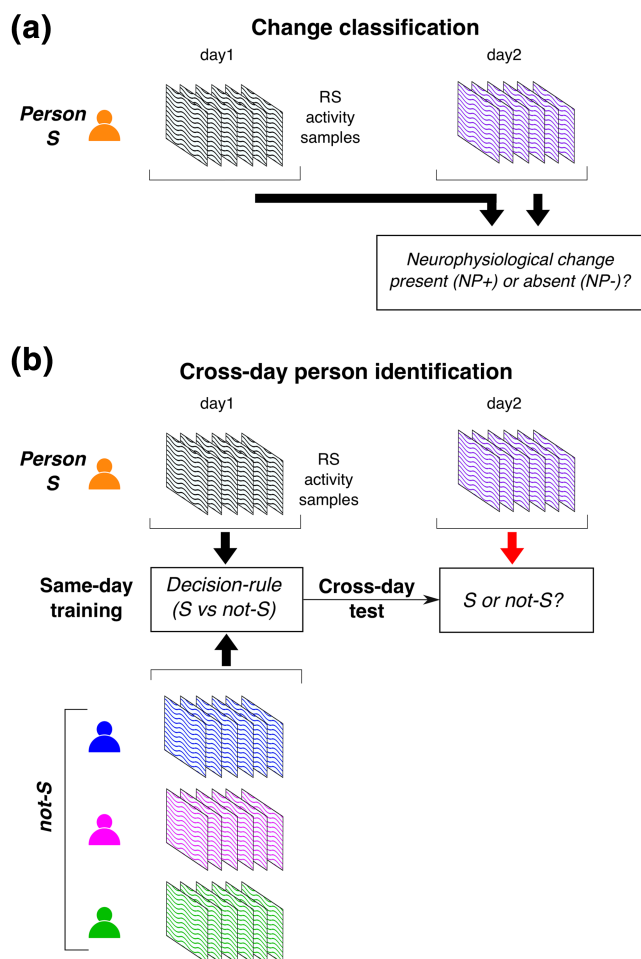 (a)
Change classification
day1
day2
Person
S
RS
activity
samples
Neurophysiological change
present (NP+) or absent (NP-)?
(b)
Cross-day person identification
day1
day2
Person
S
RS
activity
samples
Same-day
training
Decision-rule
(S vs not-S)
Cross-day
test
S or not-S?
not-S